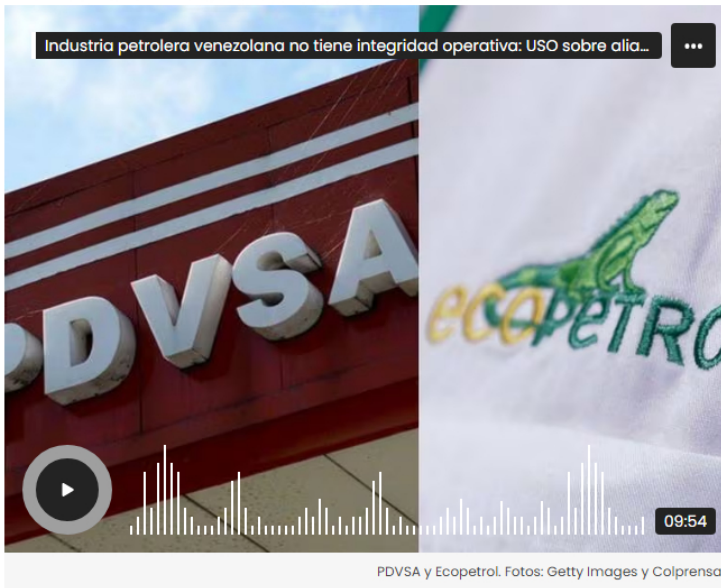 Industria petrolera venezolana no tiene integridad operativa: USO sobre alia...
PDVSA
ecopetro
09:54
PDVSA y Ecopetrol. Fotos: Getty Images y Colprensa